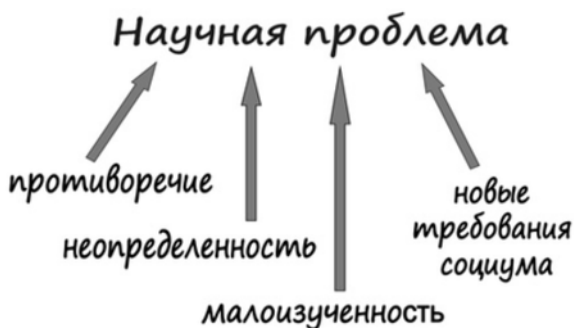 Научная проблема
противоречие
неопределенность
малоизученность
новые
требования
социума